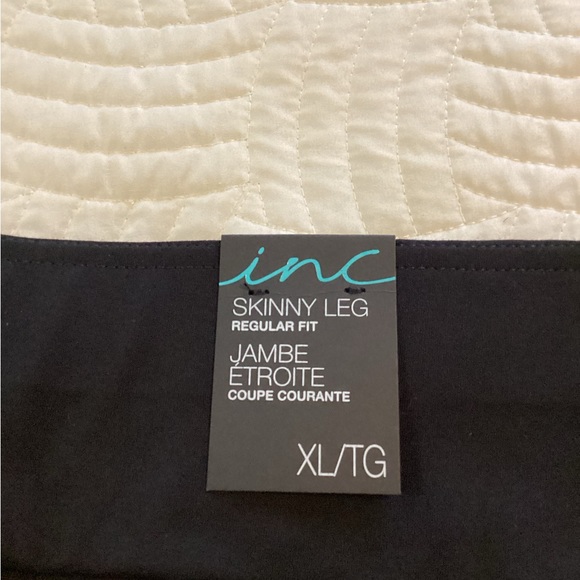 inc
SKINNY LEG
REGULAR FIT
JAMBE
ÉTROITE
COUPE COURANTE
XL/TG